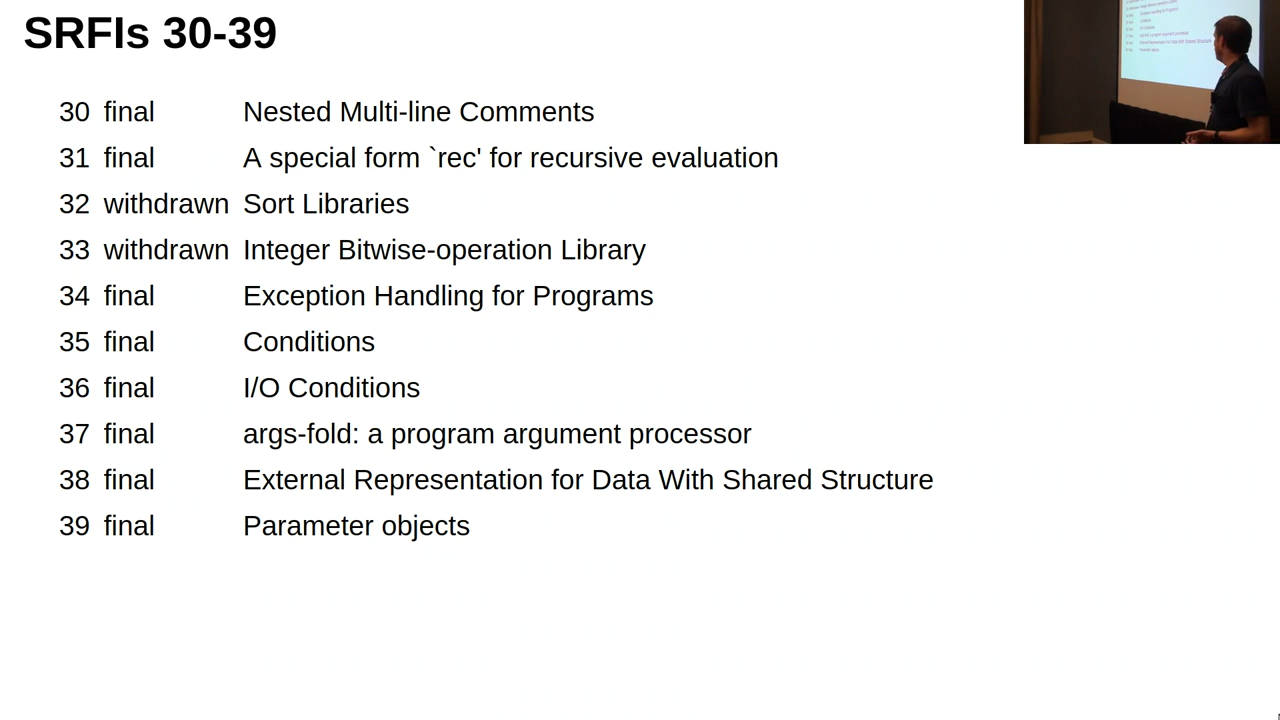 SRFIs 30-39
30 final Nested Multi-line Comments
31 final A special form `rec' for recursive evaluation
32 withdrawn Sort Libraries
33 withdrawn Integer Bitwise-operation Library
34 final Exception Handling for Programs
35 final Conditions
36 final I/O Conditions
37 final args-fold: a program argument processor
38 final External Representation for Data With Shared Structure
39 final Parameter objects